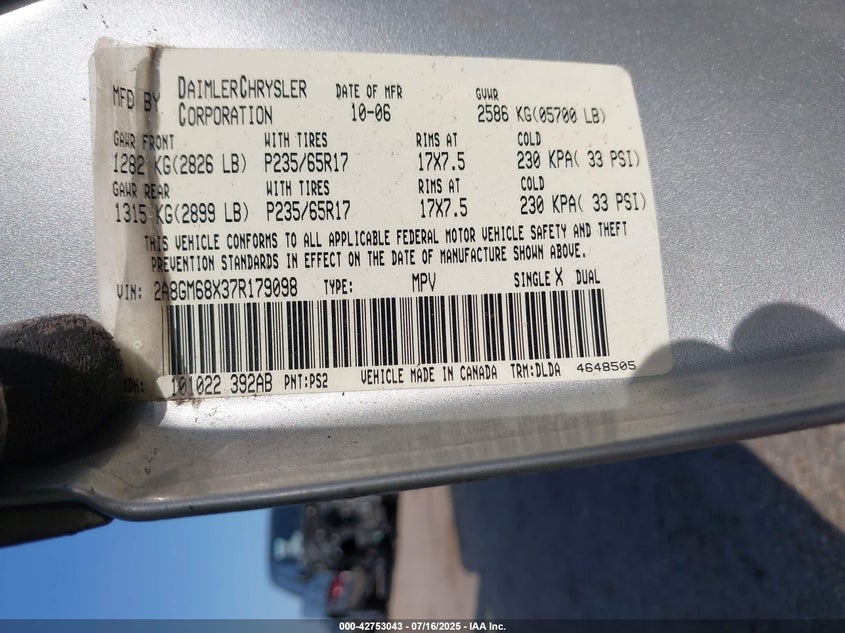 MFD BY DAIMLERCHRYSLER CORPORATION DATE OF MFR 10-06 GVWR 2586 KG(05700 LB)
GAWR FRONT WITH TIRES RIMS AT COLD
1282 KG(2826 LB) P235/65R17 17X7.5 230 KPA( 33 PSI)
GAWR REAR WITH TIRES RIMS AT COLD
1315 KG(2899 LB) P235/65R17 17X7.5 230 KPA( 33 PSI)
THIS VEHICLE CONFORMS TO ALL APPLICABLE FEDERAL MOTOR VEHICLE SAFETY AND THEFT
PREVENTION STANDARDS IN EFFECT ON THE DATE OF MANUFACTURE SHOWN ABOVE.
VIN: 2A8GM68X37R179098 TYPE: MPV SINGLE X DUAL
101022 392AB PNT:PS2 VEHICLE MADE IN CANADA TRM:DLDA 4648505
000-42753043 - 07/16/2025 - IAA Inc.